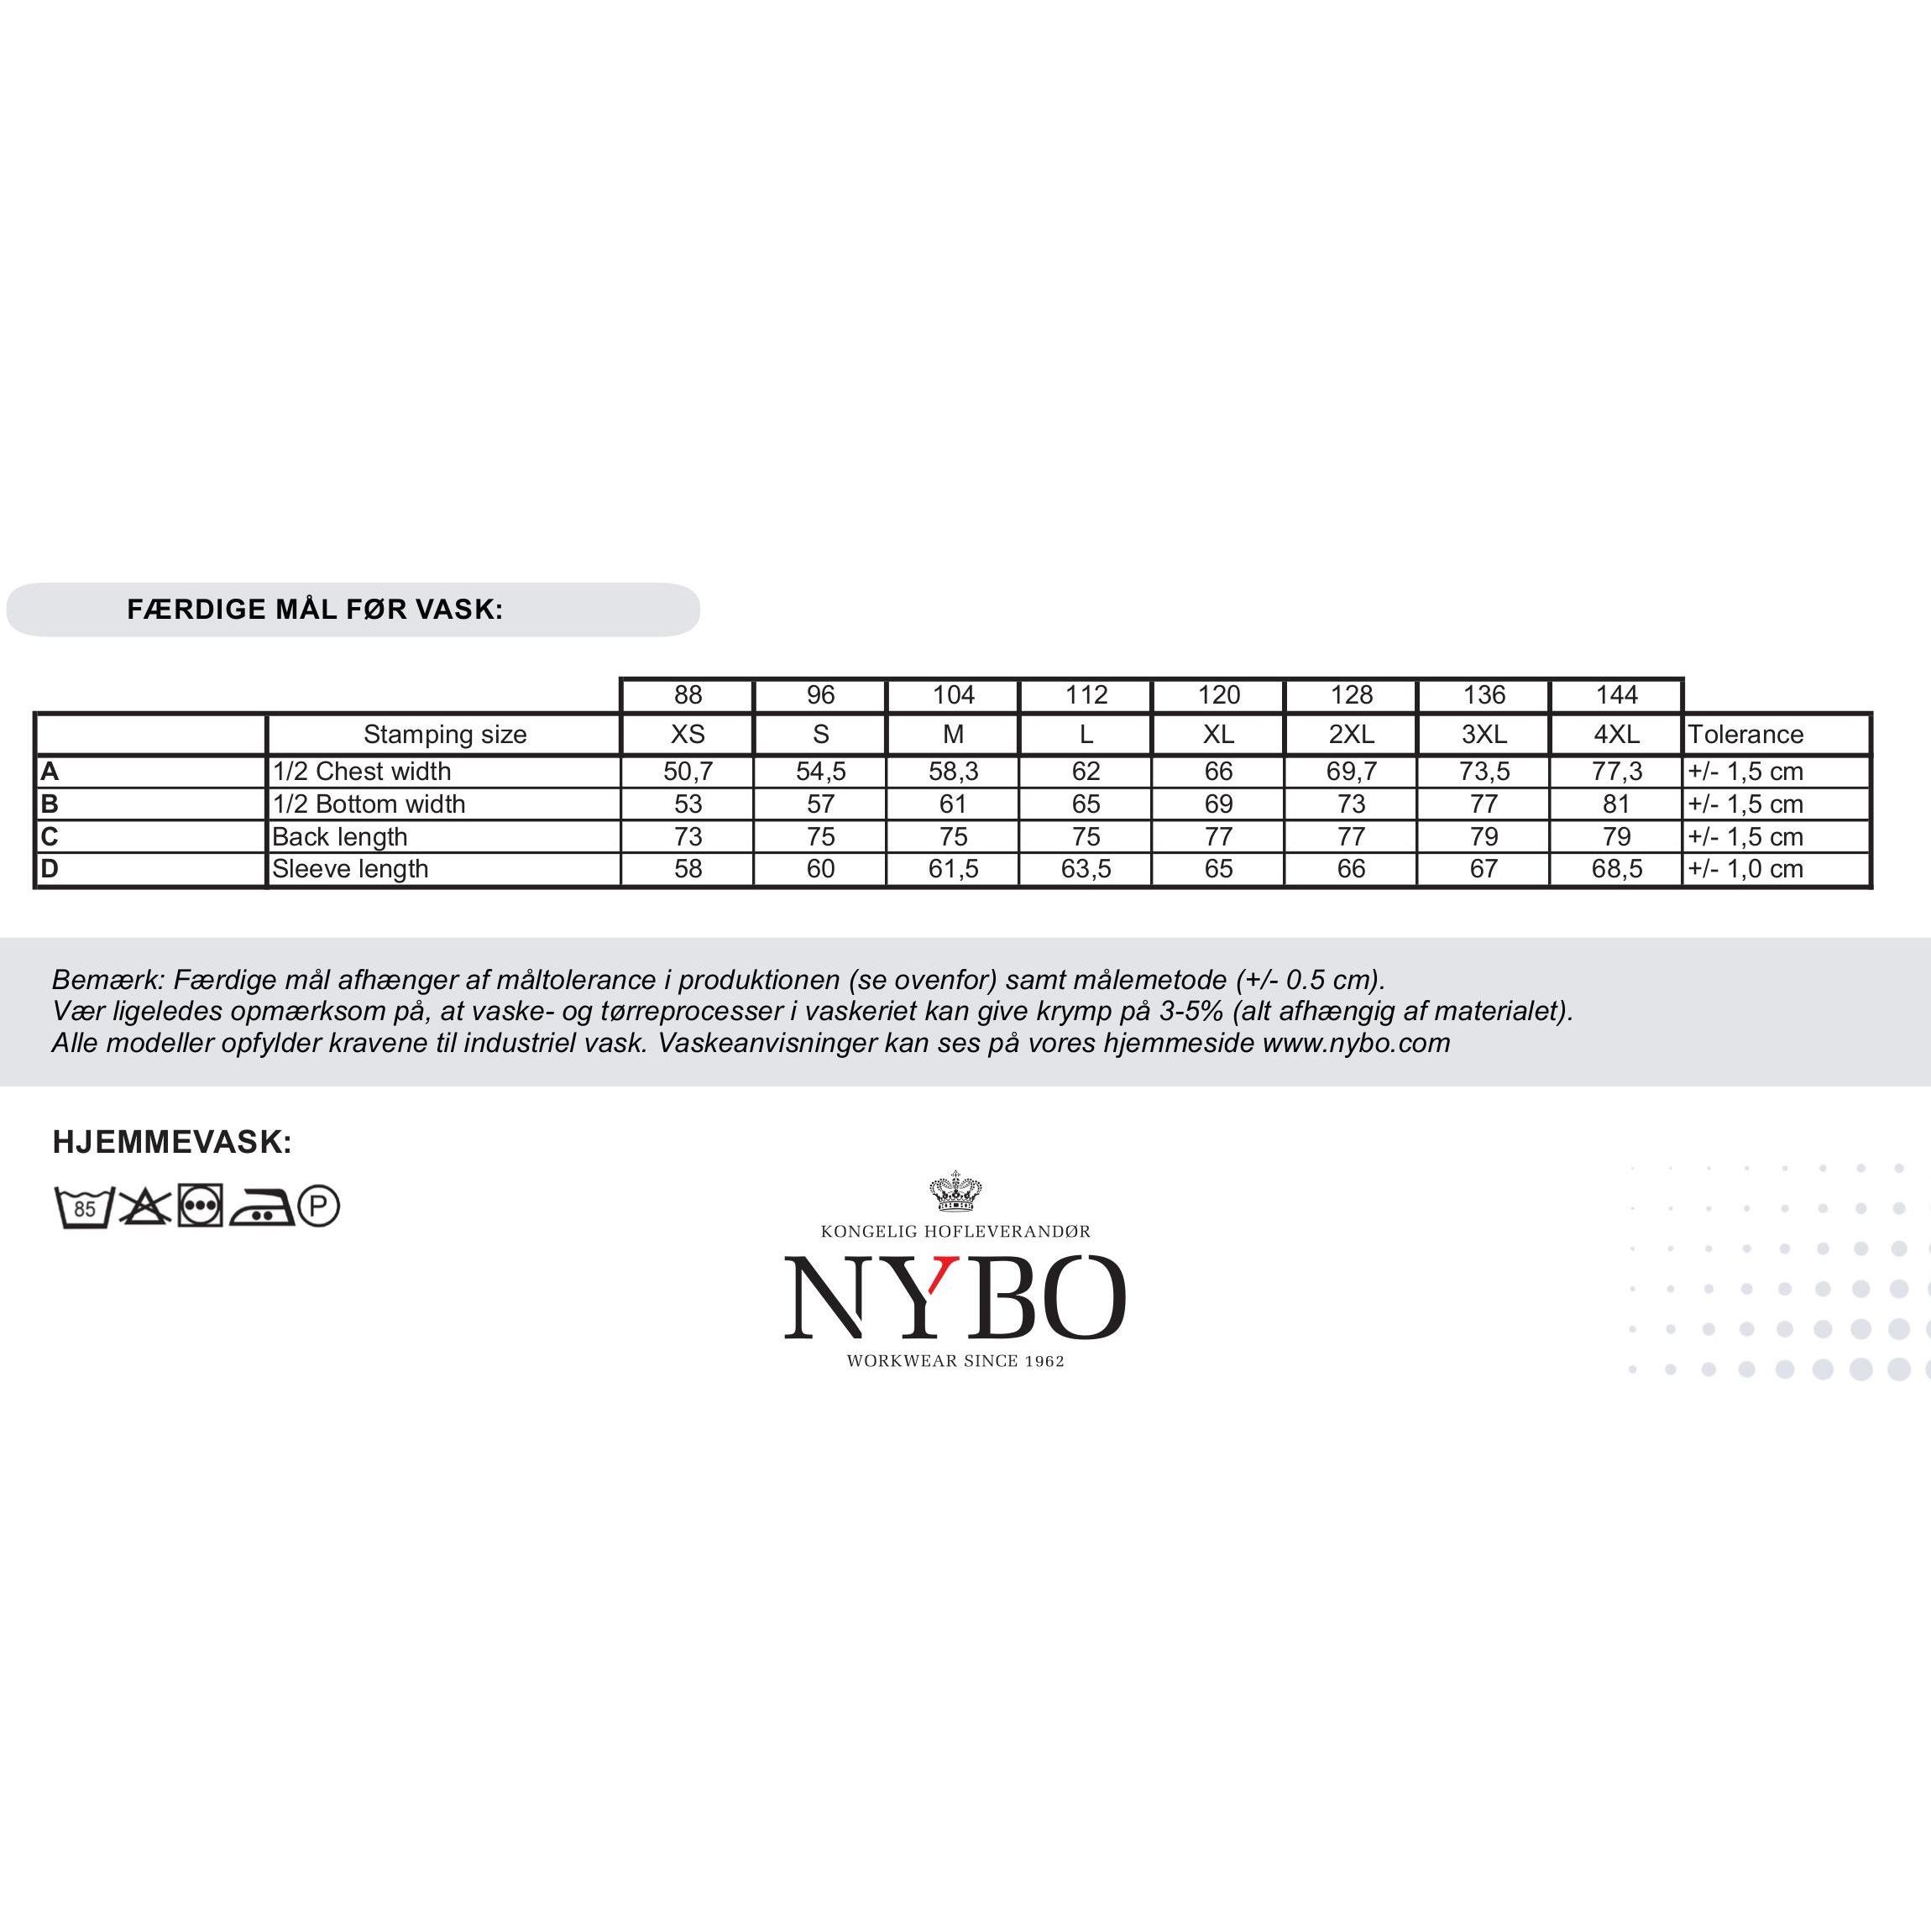 FÆRDIGE MÅL FØR VASK:
88 96 104 112 120 128 136 144
Stamping size XS S M L XL 2XL 3XL 4XL Tolerance
A 1/2 Chest width 50,7 54,5 58,3 62 66 69,7 73,5 77,3 +/- 1,5 cm
B 1/2 Bottom width 53 57 61 65 69 73 77 81 +/- 1,5 cm
C Back length 73 75 75 75 77 77 79 79 +/- 1,5 cm
D Sleeve length 58 60 61,5 63,5 65 66 67 68,5 +/- 1,0 cm
Bemærk: Færdige mål afhænger af måltolerance i produktionen (se ovenfor) samt målemetode (+/- 0.5 cm).
Vær ligeledes opmærksom på, at vaske- og tørreprocesser i vaskeriet kan give krymp på 3-5% (alt afhængig af materialet).
Alle modeller opfylder kravene til industriel vask. Vaskeanvisninger kan ses på vores hjemmeside www.nybo.com
HJEMMEVASK:
85 P
KONGELIG HOFLEVERANDØR
NYBO
WORKWEAR SINCE 1962